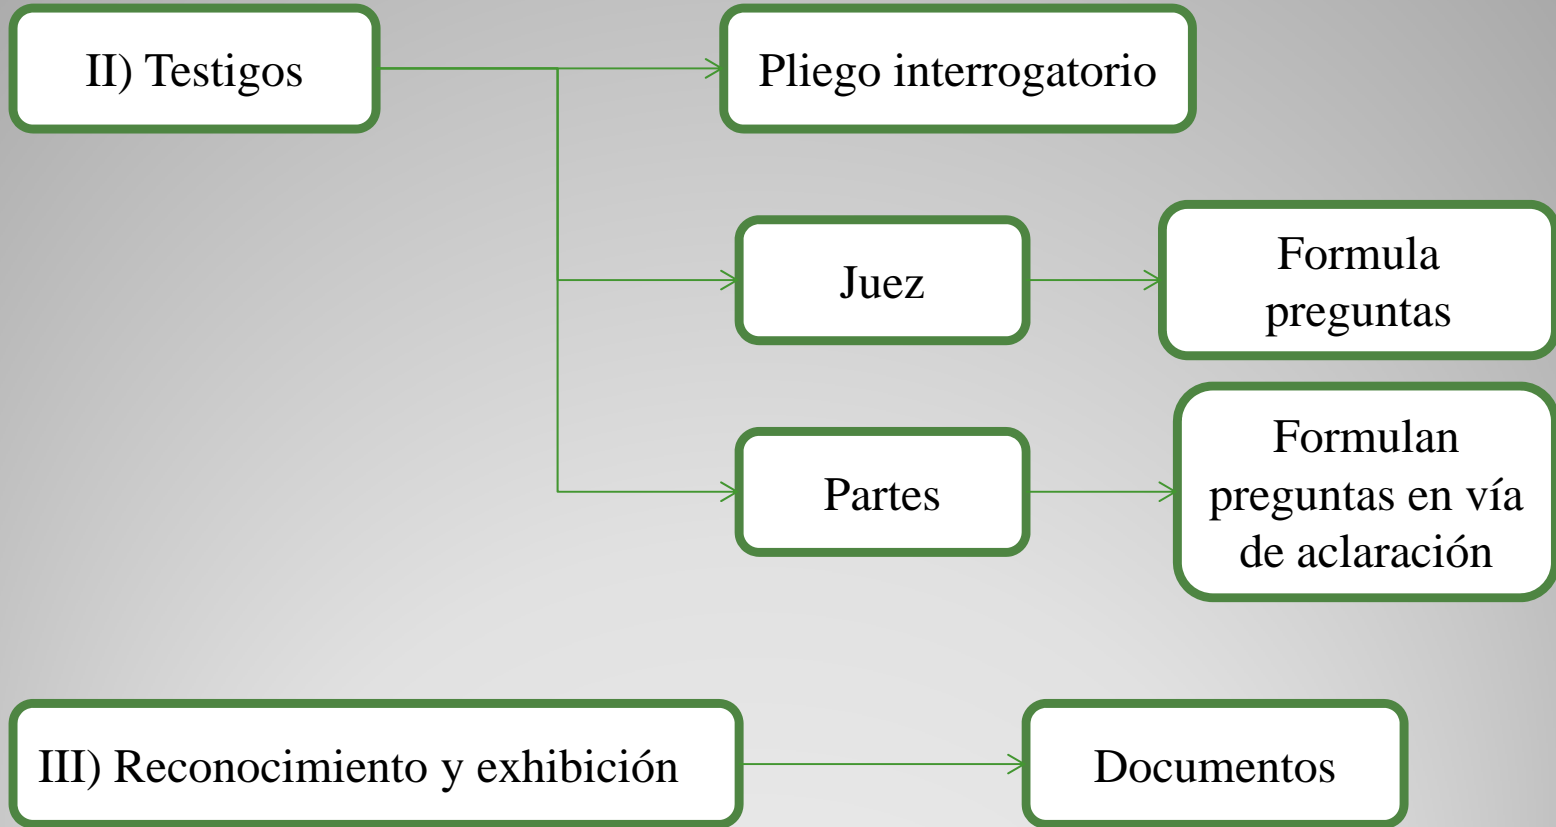 II) Testigos
Pliego interrogatorio
Juez
Formula
preguntas
Partes
Formulan
preguntas en vía
de aclaración
III) Reconocimiento y exhibición
Documentos